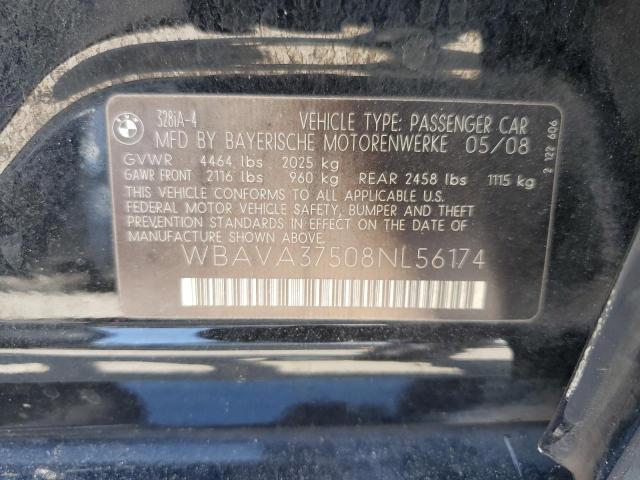 BMW
328iA-4
VEHICLE TYPE: PASSENGER CAR
MFD BY BAYERISCHE MOTORENWERKE 05/08
GVWR 4464 lbs 2025 kg
GAWR FRONT 2116 lbs 960 kg REAR 2458 lbs 1115 kg
THIS VEHICLE CONFORMS TO ALL APPLICABLE U.S.
FEDERAL MOTOR VEHICLE SAFETY, BUMPER AND THEFT
PREVENTION STANDARDS IN EFFECT ON THE DATE OF
MANUFACTURE SHOWN ABOVE.
WBAVA37508NL56174
2 122 606